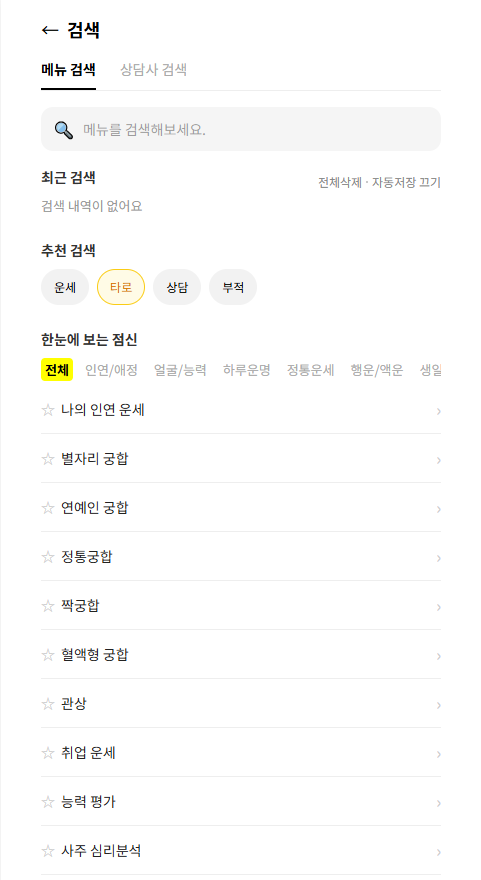 ← 검색
메뉴 검색 상담사 검색
메뉴를 검색해보세요.
최근 검색 전체삭제 · 자동저장 끄기
검색 내역이 없어요
추천 검색
운세 타로 상담 부적
한눈에 보는 점신
전체 인연/애정 얼굴/능력 하루운명 정통운세 행운/액운 생일
☆ 나의 인연 운세 ›
☆ 별자리 궁합 ›
☆ 연예인 궁합 ›
☆ 정통궁합 ›
☆ 짝궁합 ›
☆ 혈액형 궁합 ›
☆ 관상 ›
☆ 취업 운세 ›
☆ 능력 평가 ›
☆ 사주 심리분석 ›